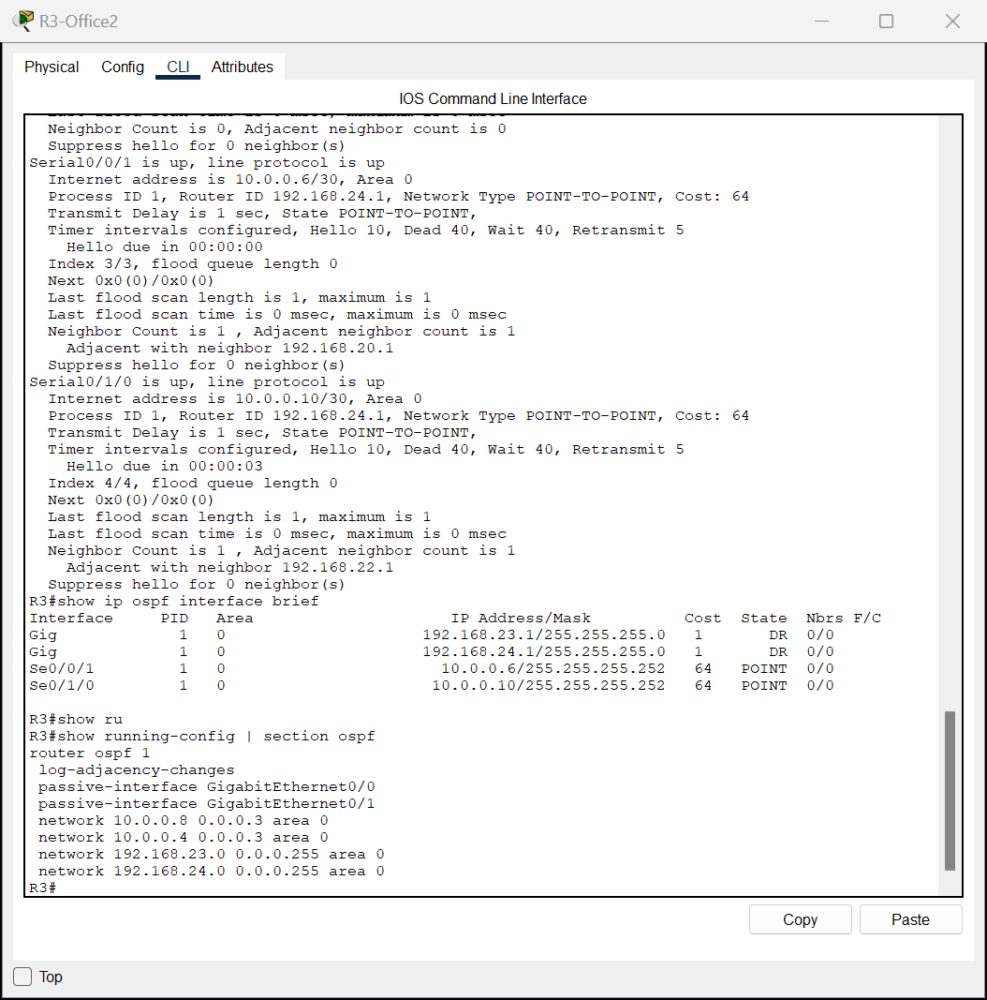 R3-Office2
Physical Config CLI Attributes
IOS Command Line Interface
Neighbor Count is 0, Adjacent neighbor count is 0
Suppress hello for 0 neighbor(s)
Serial0/0/1 is up, line protocol is up
Internet address is 10.0.0.6/30, Area 0
Process ID 1, Router ID 192.168.24.1, Network Type POINT-TO-POINT, Cost: 64
Transmit Delay is 1 sec, State POINT-TO-POINT,
Timer intervals configured, Hello 10, Dead 40, Wait 40, Retransmit 5
Hello due in 00:00:00
Index 3/3, flood queue length 0
Next 0x0(0)/0x0(0)
Last flood scan length is 1, maximum is 1
Last flood scan time is 0 msec, maximum is 0 msec
Neighbor Count is 1 , Adjacent neighbor count is 1
Adjacent with neighbor 192.168.20.1
Suppress hello for 0 neighbor(s)
Serial0/1/0 is up, line protocol is up
Internet address is 10.0.0.10/30, Area 0
Process ID 1, Router ID 192.168.24.1, Network Type POINT-TO-POINT, Cost: 64
Transmit Delay is 1 sec, State POINT-TO-POINT,
Timer intervals configured, Hello 10, Dead 40, Wait 40, Retransmit 5
Hello due in 00:00:03
Index 4/4, flood queue length 0
Next 0x0(0)/0x0(0)
Last flood scan length is 1, maximum is 1
Last flood scan time is 0 msec, maximum is 0 msec
Neighbor Count is 1 , Adjacent neighbor count is 1
Adjacent with neighbor 192.168.22.1
Suppress hello for 0 neighbor(s)
R3#show ip ospf interface brief
Interface PID Area IP Address/Mask Cost State Nbrs F/C
Gig 1 0 192.168.23.1/255.255.255.0 1 DR 0/0
Gig 1 0 192.168.24.1/255.255.255.0 1 DR 0/0
Se0/0/1 1 0 10.0.0.6/255.255.255.252 64 POINT 0/0
Se0/1/0 1 0 10.0.0.10/255.255.255.252 64 POINT 0/0
R3#show ru
R3#show running-config | section ospf
router ospf 1
log-adjacency-changes
passive-interface GigabitEthernet0/0
passive-interface GigabitEthernet0/1
network 10.0.0.8 0.0.0.3 area 0
network 10.0.0.4 0.0.0.3 area 0
network 192.168.23.0 0.0.0.255 area 0
network 192.168.24.0 0.0.0.255 area 0
R3#
Copy Paste
Top